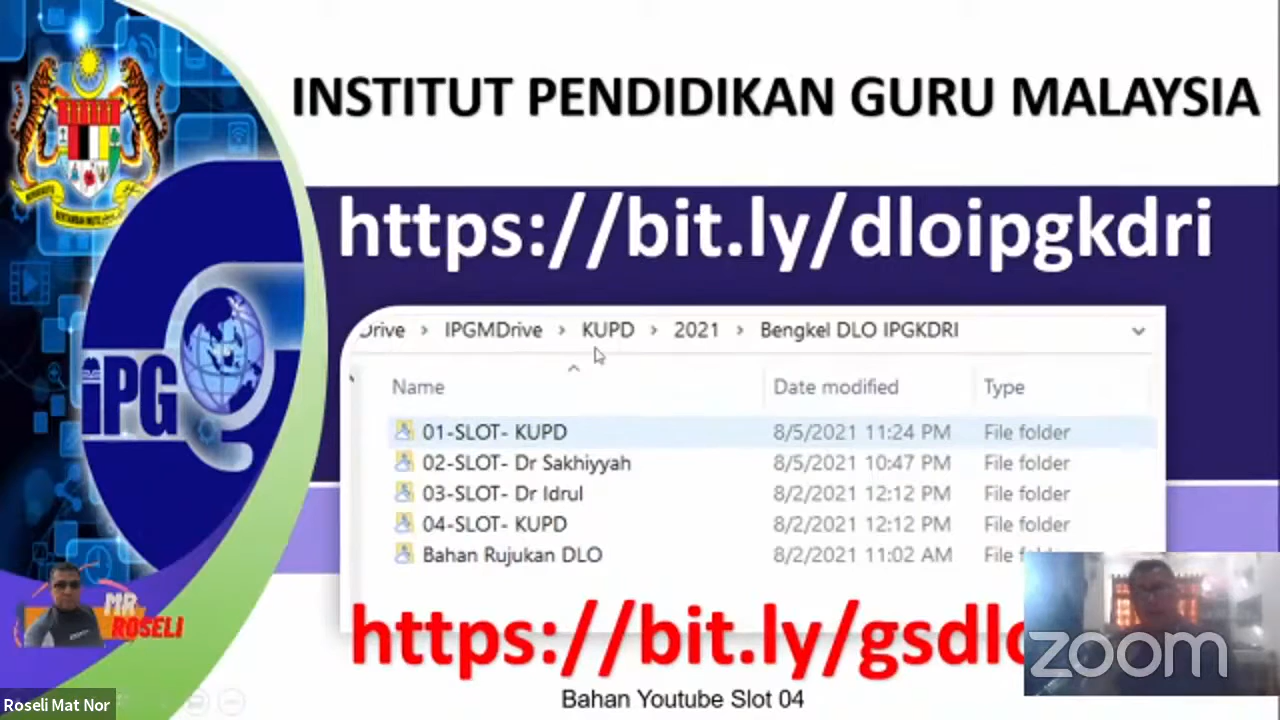 INSTITUT PENDIDIKAN GURU MALAYSIA
https://bit.ly/dloipgkdri
Drive > IPGMDrive > KUPD > 2021 > Bengkel DLO IPGKDRI
Name Date modified Type
01-SLOT- KUPD 8/5/2021 11:24 PM File folder
02-SLOT- Dr Sakhiyyah 8/5/2021 10:47 PM File folder
03-SLOT- Dr Idrul 8/2/2021 12:12 PM File folder
04-SLOT- KUPD 8/2/2021 12:12 PM File folder
Bahan Rujukan DLO 8/2/2021 11:02 AM File
iPG
MR
ROSELI
https://bit.ly/gsdlo
zoom
Bahan Youtube Slot 04
Roseli Mat Nor